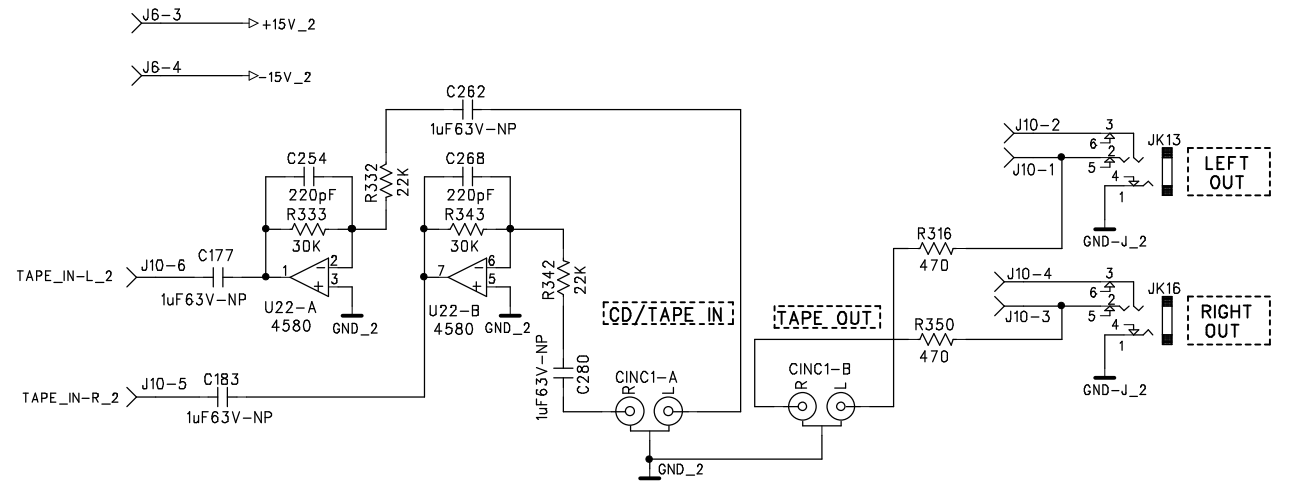 J6-3
+15V_2
J6-4
-15V_2
C262
1uF63V-NP
C254
220pF
R333
30K
R332
22K
C268
220pF
R343
30K
J10-2
3
6
JK13
J10-1
2
5
LEFT
OUT
4
1
GND-J_2
TAPE_IN-L_2
J10-6
C177
1uF63V-NP
1
2
3
-
+
U22-A
4580
GND_2
7
6
5
-
+
U22-B
4580
GND_2
R342
22K
CD/TAPE IN
TAPE OUT
R316
470
J10-4
3
6
JK16
J10-3
2
5
RIGHT
OUT
R350
470
4
1
GND-J_2
TAPE_IN-R_2
J10-5
C183
1uF63V-NP
1uF63V-NP
C280
CINC1-A
R
L
CINC1-B
R
L
GND_2